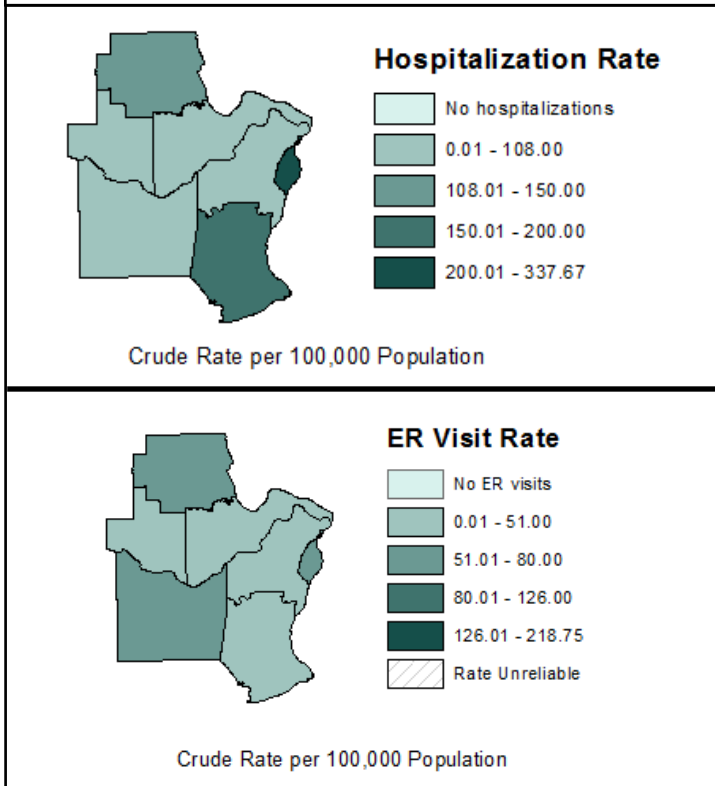 Hospitalization Rate
No hospitalizations
0.01 - 108.00
108.01 - 150.00
150.01 - 200.00
200.01 - 337.67
Crude Rate per 100,000 Population
ER Visit Rate
No ER visits
0.01 - 51.00
51.01 - 80.00
80.01 - 126.00
126.01 - 218.75
Rate Unreliable
Crude Rate per 100,000 Population